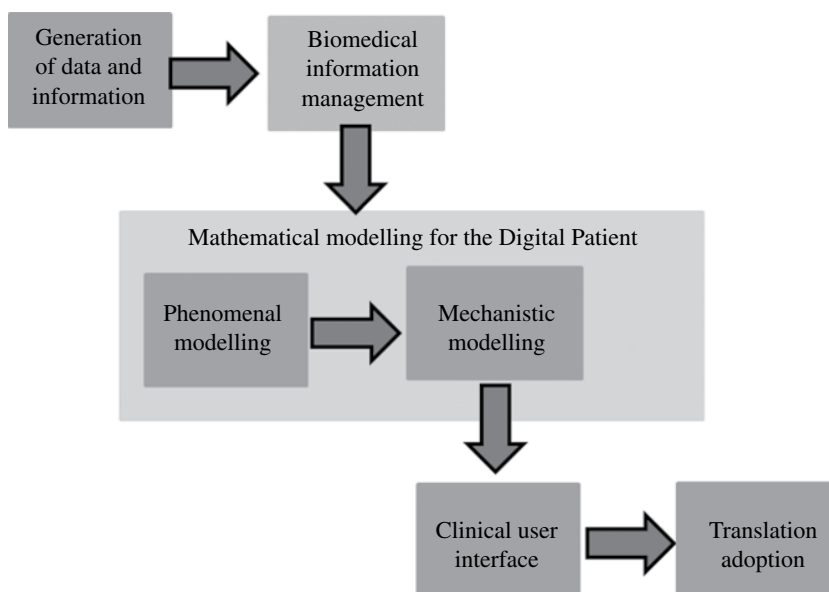 Generation
of data and
information
Biomedical
information
management
Mathematical modelling for the Digital Patient
Phenomenal
modelling
Mechanistic
modelling
Clinical user
interface
Translation
adoption